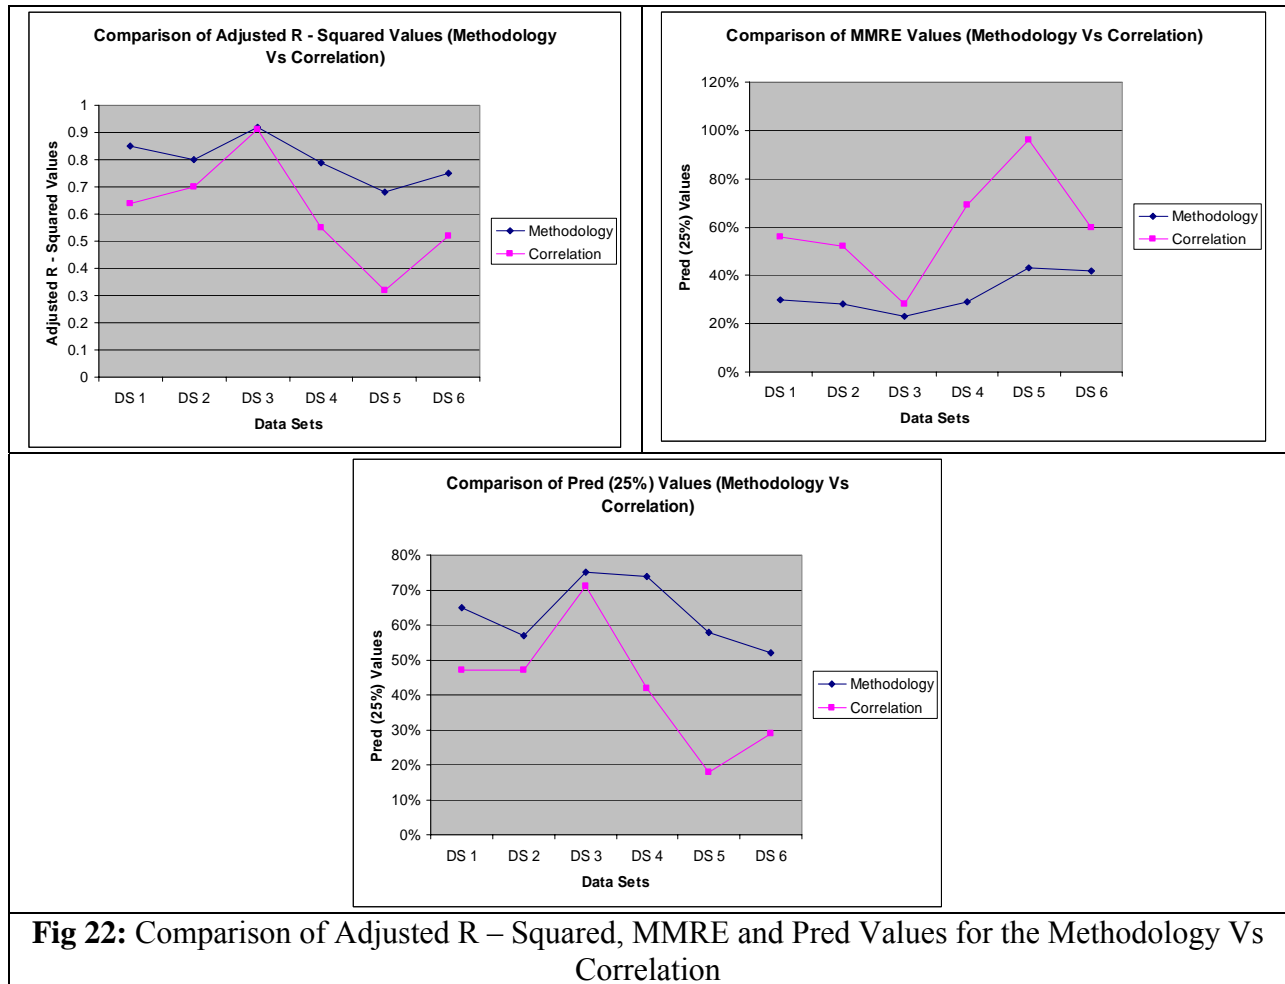 Comparison of Adjusted R - Squared Values (Methodology
Vs Correlation)
Adjusted R - Squared Values
1
0.9
0.8
0.7
0.6
0.5
0.4
0.3
0.2
0.1
0
DS 1 DS 2 DS 3 DS 4 DS 5 DS 6
Data Sets
Methodology
Correlation
Comparison of MMRE Values (Methodology Vs Correlation)
Pred (25%) Values
120%
100%
80%
60%
40%
20%
0%
DS 1 DS 2 DS 3 DS 4 DS 5 DS 6
Data Sets
Methodology
Correlation
Comparison of Pred (25%) Values (Methodology Vs
Correlation)
Pred (25%) Values
80%
70%
60%
50%
40%
30%
20%
10%
0%
DS 1 DS 2 DS 3 DS 4 DS 5 DS 6
Data Sets
Methodology
Correlation
Fig 22: Comparison of Adjusted R – Squared, MMRE and Pred Values for the Methodology Vs
Correlation